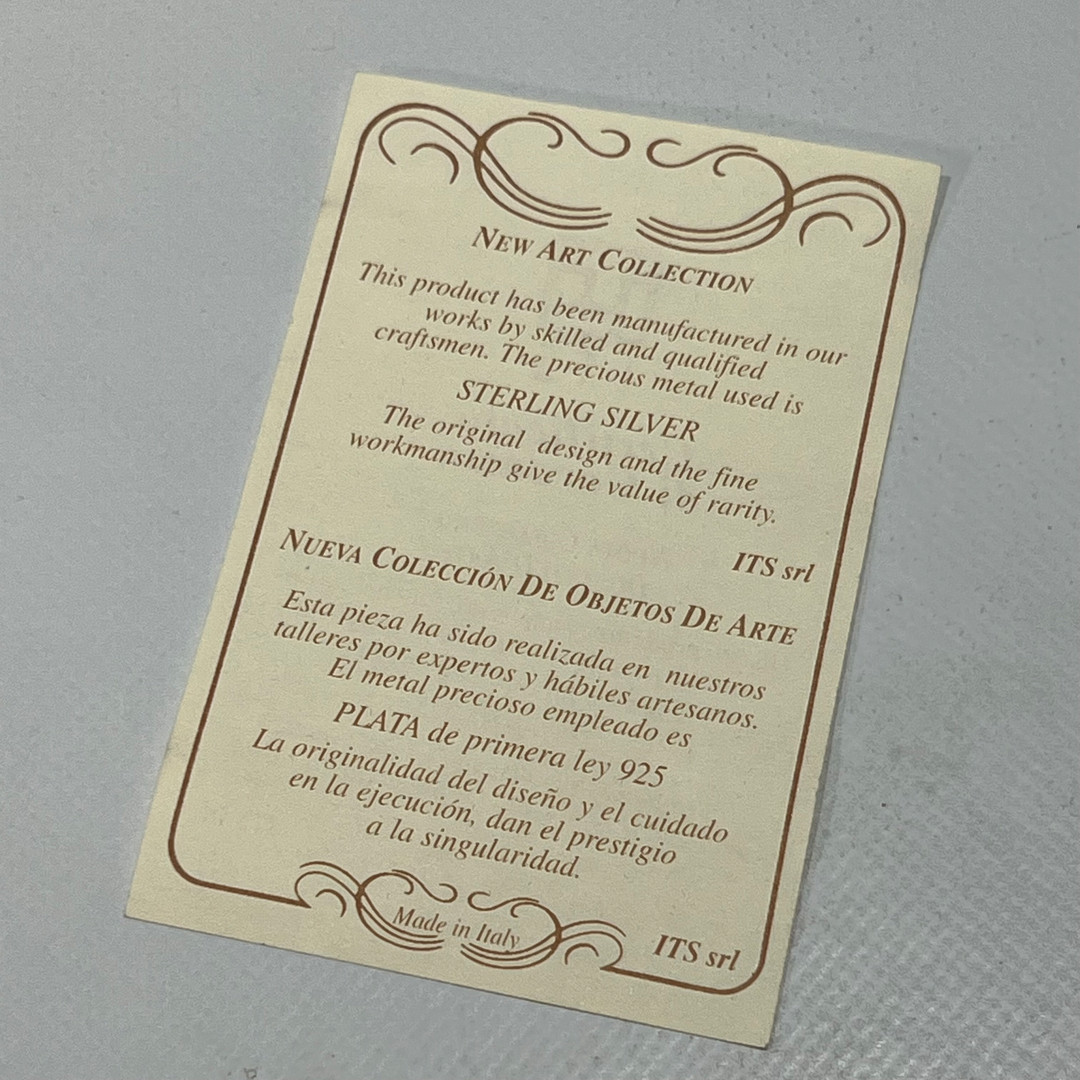 NEW ART COLLECTION
This product has been manufactured in our
works by skilled and qualified
craftsmen. The precious metal used is
STERLING SILVER
The original design and the fine
workmanship give the value of rarity.
ITS srl
NUEVA COLECCIÓN DE OBJETOS DE ARTE
Esta pieza ha sido realizada en nuestros
talleres por expertos y hábiles artesanos.
El metal precioso empleado es
PLATA de primera ley 925
La originalidad del diseño y el cuidado
en la ejecución, dan el prestigio
a la singularidad.
Made in Italy
ITS srl